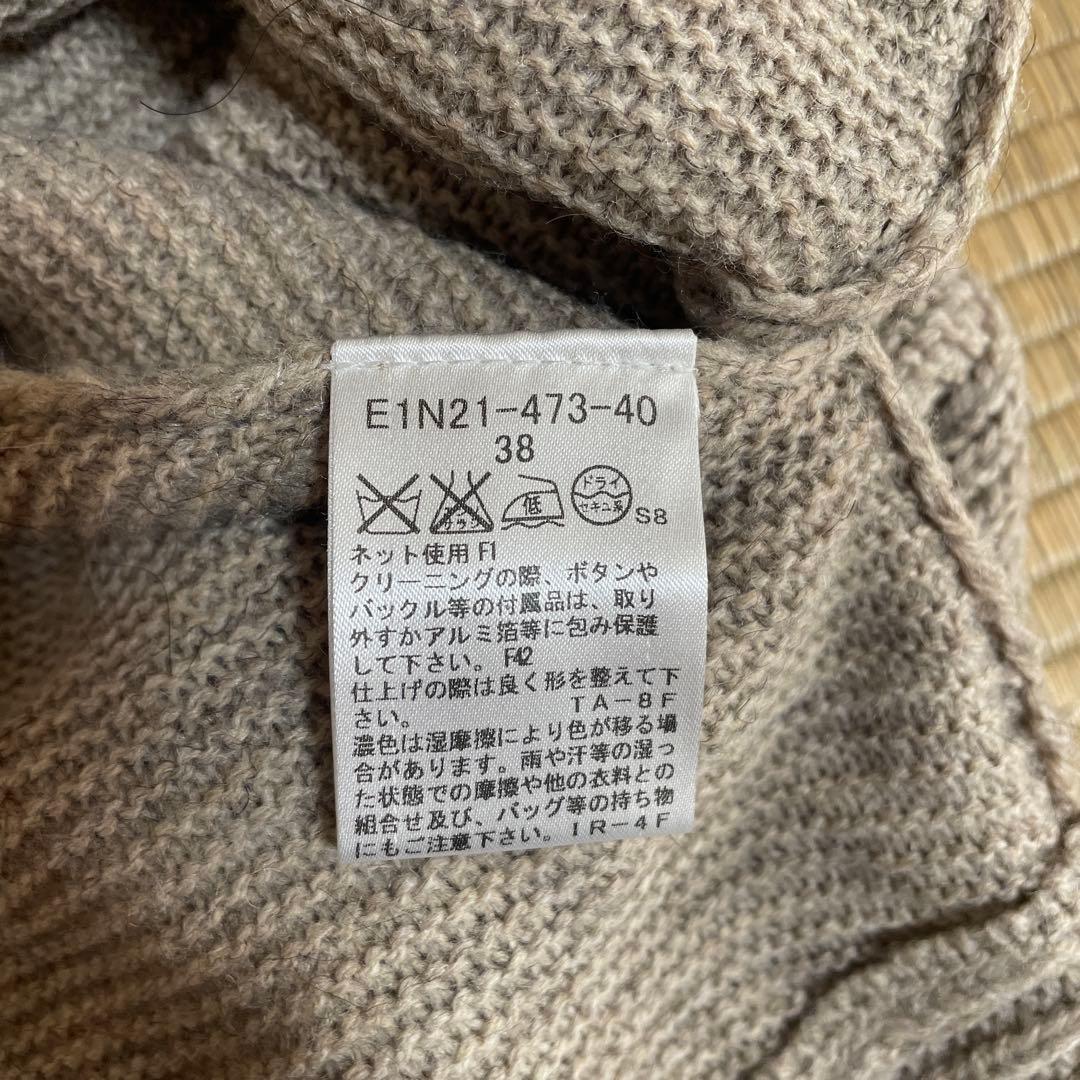 E1N21-473-40
38
エンソ
サラシ
低
ドライ
セキユ系
S8
ネット使用 F1
クリーニングの際、ボタンや
バックル等の付属品は、取り
外すかアルミ箔等に包み保護
して下さい。 F42
仕上げの際は良く形を整えて下
さい。 TA-8F
濃色は湿摩擦により色が移る場
合があります。雨や汗等の湿っ
た状態での摩擦や他の衣料との
組合せ及び、バッグ等の持ち物
にもご注意下さい。IR-4F